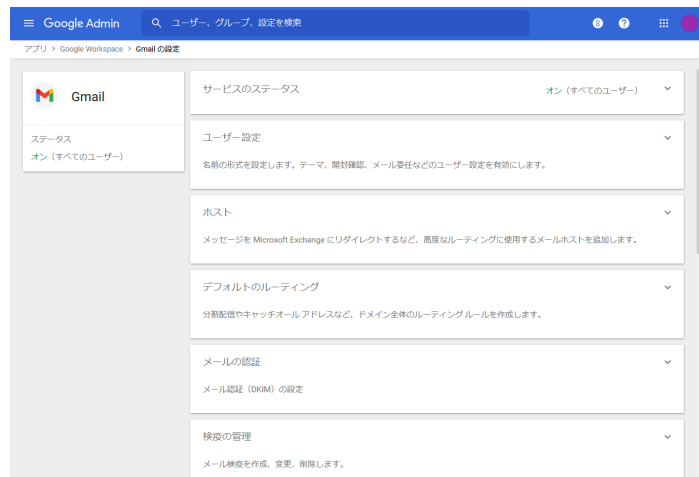 Google Admin
ユーザー、グループ、設定を検索
8
?
アプリ > Google Workspace > Gmail の設定
Gmail
ステータス
オン（すべてのユーザー）
サービスのステータス
オン（すべてのユーザー）
ユーザー設定
名前の形式を設定します。テーマ、開封確認、メール委任などのユーザー設定を有効にします。
ホスト
メッセージを Microsoft Exchange にリダイレクトするなど、高度なルーティングに使用するメールホストを追加します。
デフォルトのルーティング
分割配信やキャッチオール アドレスなど、ドメイン全体のルーティング ルールを作成します。
メールの認証
メール認証（DKIM）の設定
検疫の管理
メール検疫を作成、変更、削除します。